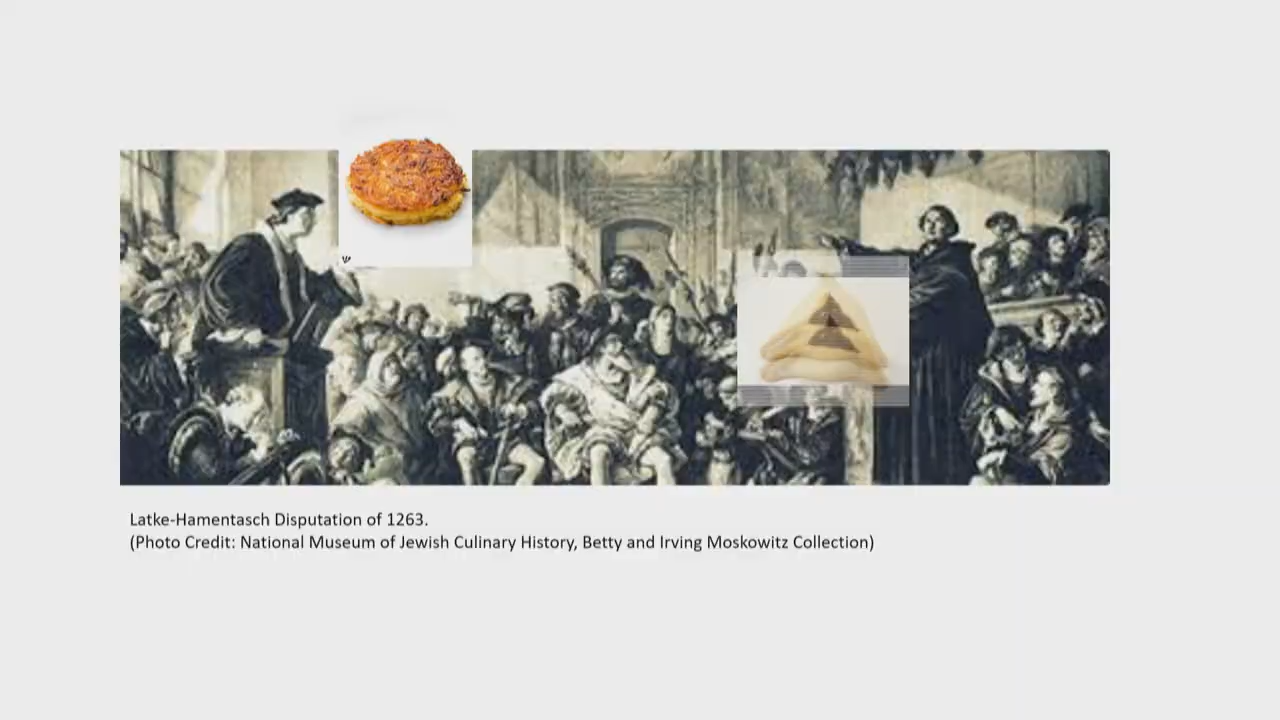 Latke-Hamentasch Disputation of 1263.
(Photo Credit: National Museum of Jewish Culinary History, Betty and Irving Moskowitz Collection)